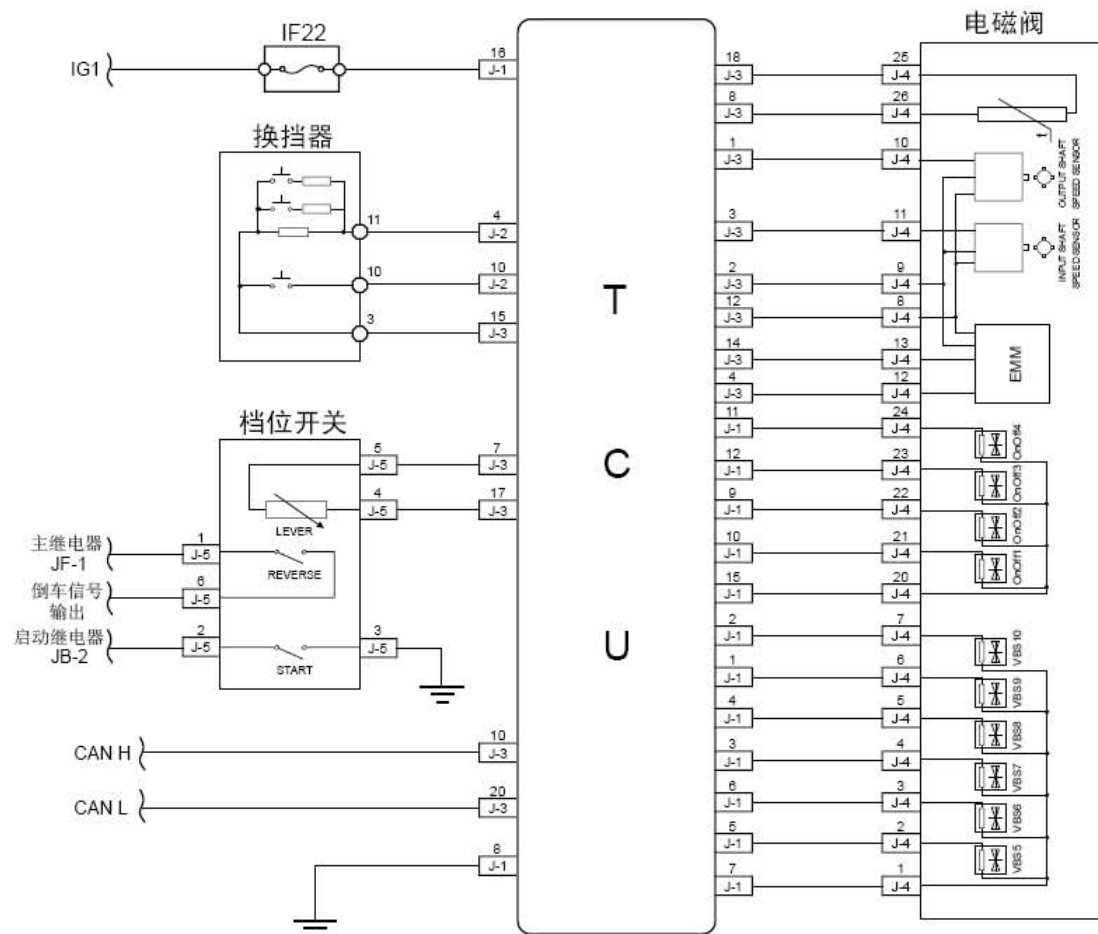 电磁阀
IF22
IG1
16
J-1
换挡器
11
4
J-2
10
10
J-2
3
15
J-3
档位开关
5
J-5
7
J-3
4
J-5
17
J-3
LEVER
主继电器
JF-1
1
J-5
REVERSE
倒车信号
输出
6
J-5
启动继电器
JB-2
2
J-5
3
J-5
START
CAN H
10
J-3
CAN L
20
J-3
8
J-1
T
C
U
18
J-3
25
J-4
8
J-3
26
J-4
t
1
J-3
10
J-4
OUTPUT SHAFT
SPEED SENSOR
3
J-3
11
J-4
INPUT SHAFT
SPEED SENSOR
2
J-3
9
J-4
12
J-3
8
J-4
14
J-3
13
J-4
EMM
4
J-3
12
J-4
11
J-1
24
J-4
OnOff4
12
J-1
23
J-4
OnOff3
9
J-1
22
J-4
OnOff2
10
J-1
21
J-4
OnOff1
15
J-1
20
J-4
2
J-1
7
J-4
VBS10
1
J-1
6
J-4
VBS9
4
J-1
5
J-4
VBS8
3
J-1
4
J-4
VBS7
6
J-1
3
J-4
VBS6
5
J-1
2
J-4
VBS5
7
J-1
1
J-4